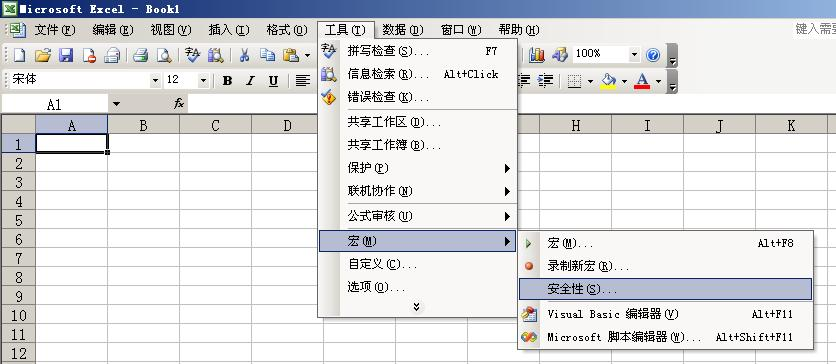 Microsoft Excel - Book1
文件(F) 编辑(E) 视图(V) 插入(I) 格式(O) 工具(T) 数据(D) 窗口(W) 帮助(H) 键入需要
100%
宋体 12 B I U A
A1 fx
A B C D H I J K
1
2
3
4
5
6
7
8
9
10
11
12
拼写检查(S)... F7
信息检索(R)... Alt+Click
错误检查(K)...
共享工作区(D)...
共享工作簿(B)...
保护(P)
联机协作(N)
公式审核(U)
宏(M)
自定义(C)...
选项(O)...
宏(M)... Alt+F8
录制新宏(R)...
安全性(S)...
Visual Basic 编辑器(V) Alt+F11
Microsoft 脚本编辑器(W)... Alt+Shift+F11